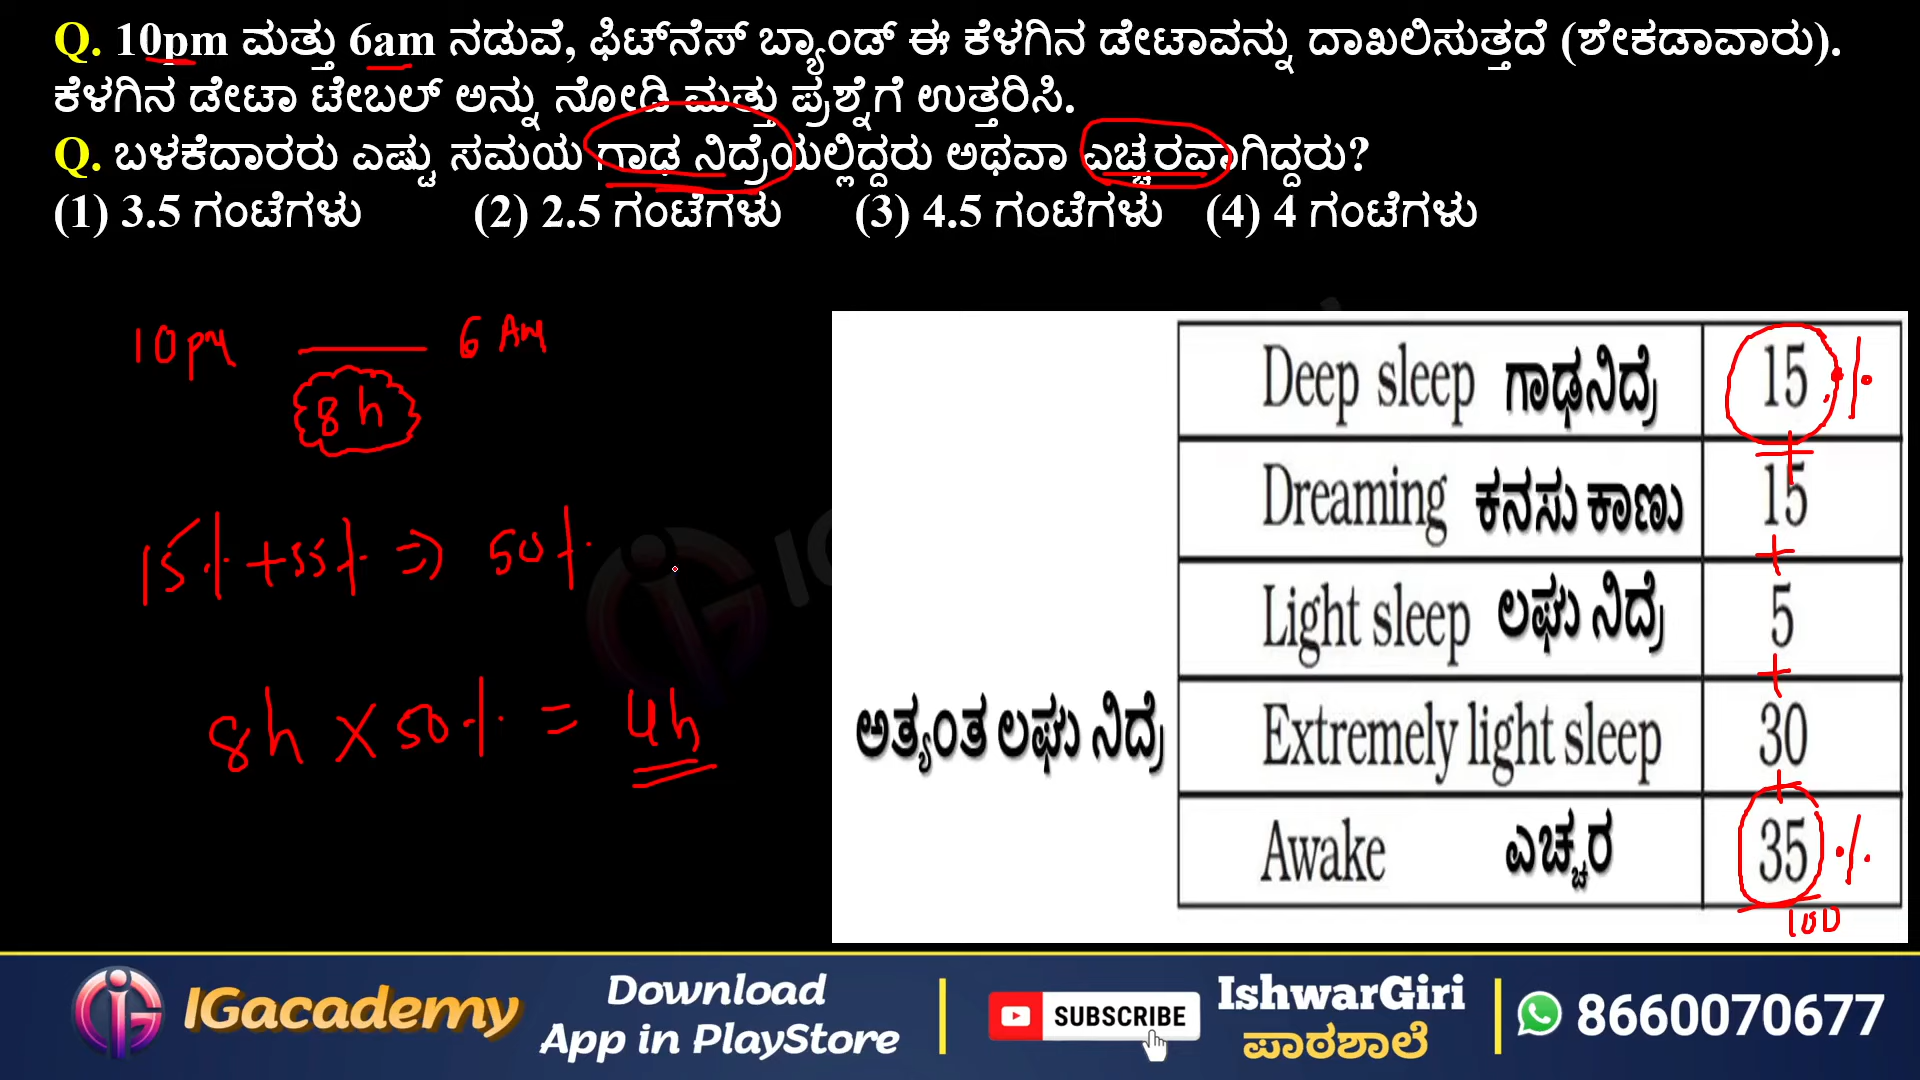 Q. 10pm ಮತ್ತು 6am ನಡುವೆ, ಫಿಟ್‌ನೆಸ್ ಬ್ಯಾಂಡ್ ಈ ಕೆಳಗಿನ ಡೇಟಾವನ್ನು ದಾಖಲಿಸುತ್ತದೆ (ಶೇಕಡಾವಾರು).
ಕೆಳಗಿನ ಡೇಟಾ ಟೇಬಲ್ ಅನ್ನು ನೋಡಿ ಮತ್ತು ಪ್ರಶ್ನೆಗೆ ಉತ್ತರಿಸಿ.
Q. ಬಳಕೆದಾರರು ಎಷ್ಟು ಸಮಯ ಗಾಢ ನಿದ್ರೆಯಲ್ಲಿದ್ದರು ಅಥವಾ ಎಚ್ಚರವಾಗಿದ್ದರು?
(1) 3.5 ಗಂಟೆಗಳು (2) 2.5 ಗಂಟೆಗಳು (3) 4.5 ಗಂಟೆಗಳು (4) 4 ಗಂಟೆಗಳು
10pm — 6 Am
8 h
15% + 35% => 50%
8h × 50% = 4h
Deep sleep ಗಾಢನಿದ್ರೆ 15 %
+
Dreaming ಕನಸು ಕಾಣು 15
+
Light sleep ಲಘು ನಿದ್ರೆ 5
+
ಅತ್ಯಂತ ಲಘು ನಿದ್ರೆ Extremely light sleep 30
+
Awake ಎಚ್ಚರ 35 %
100
IGacademy
Download
App in PlayStore
SUBSCRIBE
IshwarGiri
ಪಾಠಶಾಲೆ
8660070677